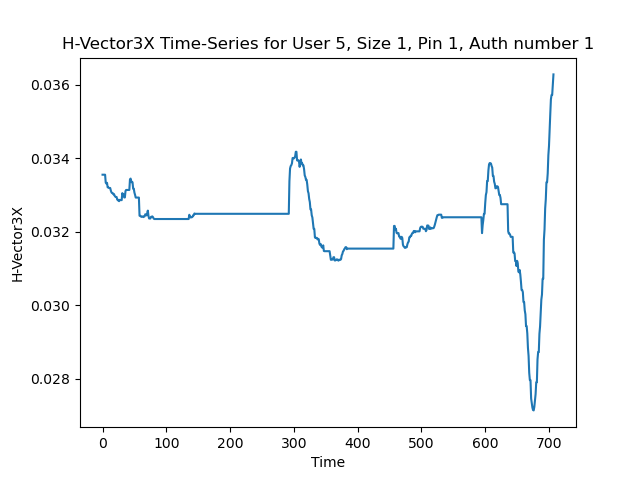 H-Vector3X Time-Series for User 5, Size 1, Pin 1, Auth number 1
0.036
0.034
0.032
0.030
0.028
H-Vector3X
0 100 200 300 400 500 600 700
Time